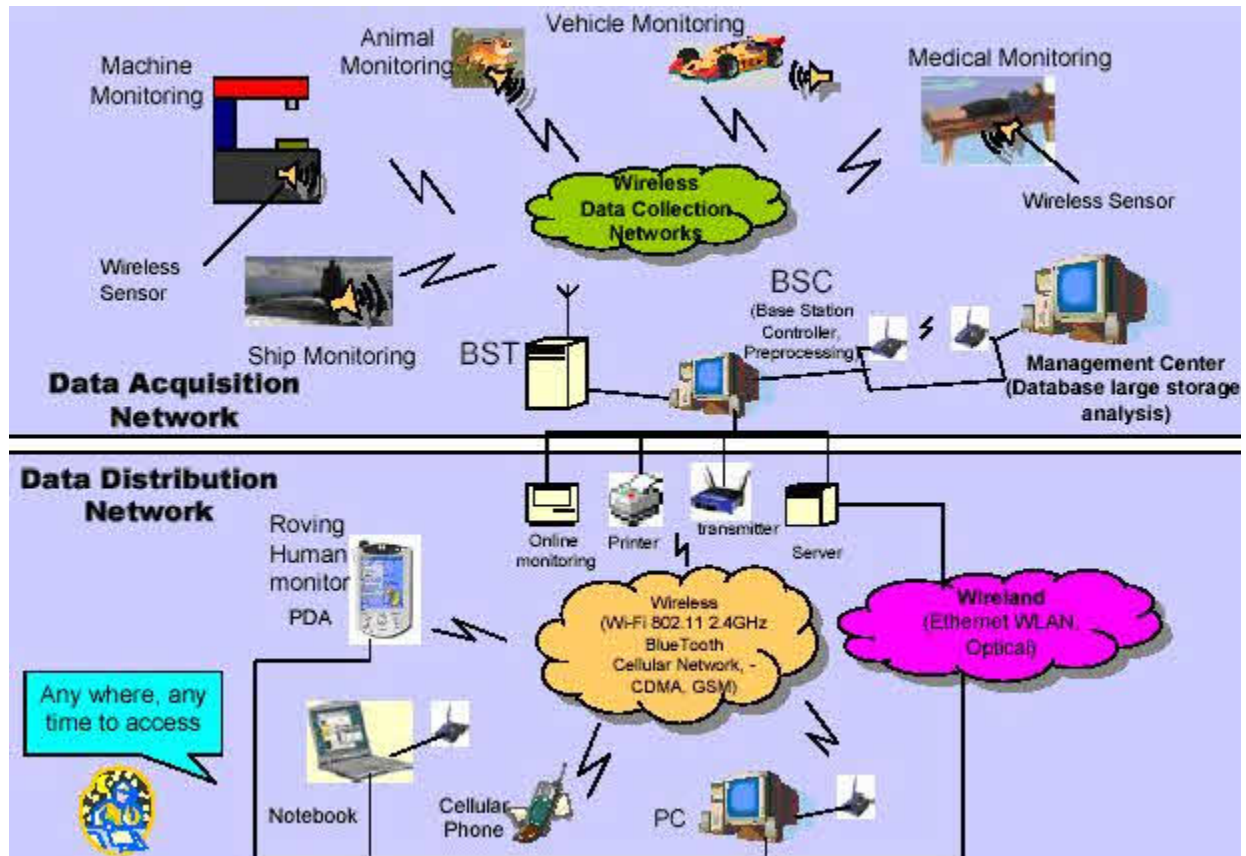 Machine
Monitoring
Animal
Monitoring
Vehicle Monitoring
Medical Monitoring
Wireless
Data Collection
Networks
Wireless Sensor
Wireless
Sensor
Ship Monitoring
BST
BSC
(Base Station
Controller,
Preprocessing)
Management Center
(Database large storage
analysis)
Data Acquisition
Network
Data Distribution
Network
Roving
Human
monitor
PDA
Online
monitoring
Printer
transmitter
Server
Wireless
(Wi-Fi 802.11 2.4GHz
BlueTooth
Cellular Network, -
CDMA, GSM)
Wireland
(Ethernet WLAN,
Optical)
Any where, any
time to access
Notebook
Cellular
Phone
PC